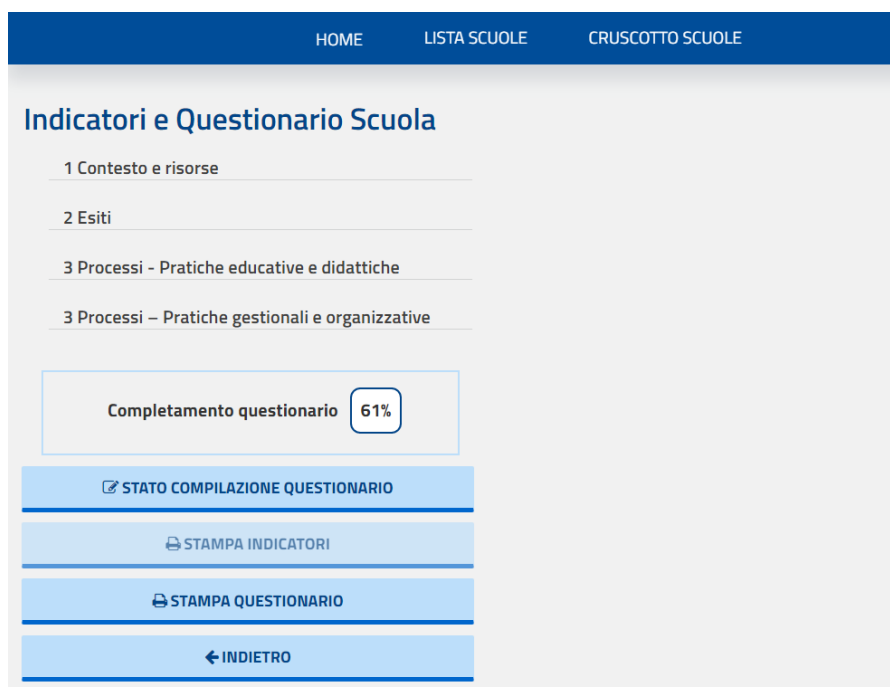 HOME LISTA SCUOLE CRUSCOTTO SCUOLE
Indicatori e Questionario Scuola
1 Contesto e risorse
2 Esiti
3 Processi - Pratiche educative e didattiche
3 Processi – Pratiche gestionali e organizzative
Completamento questionario 61%
STATO COMPILAZIONE QUESTIONARIO
STAMPA INDICATORI
STAMPA QUESTIONARIO
INDIETRO